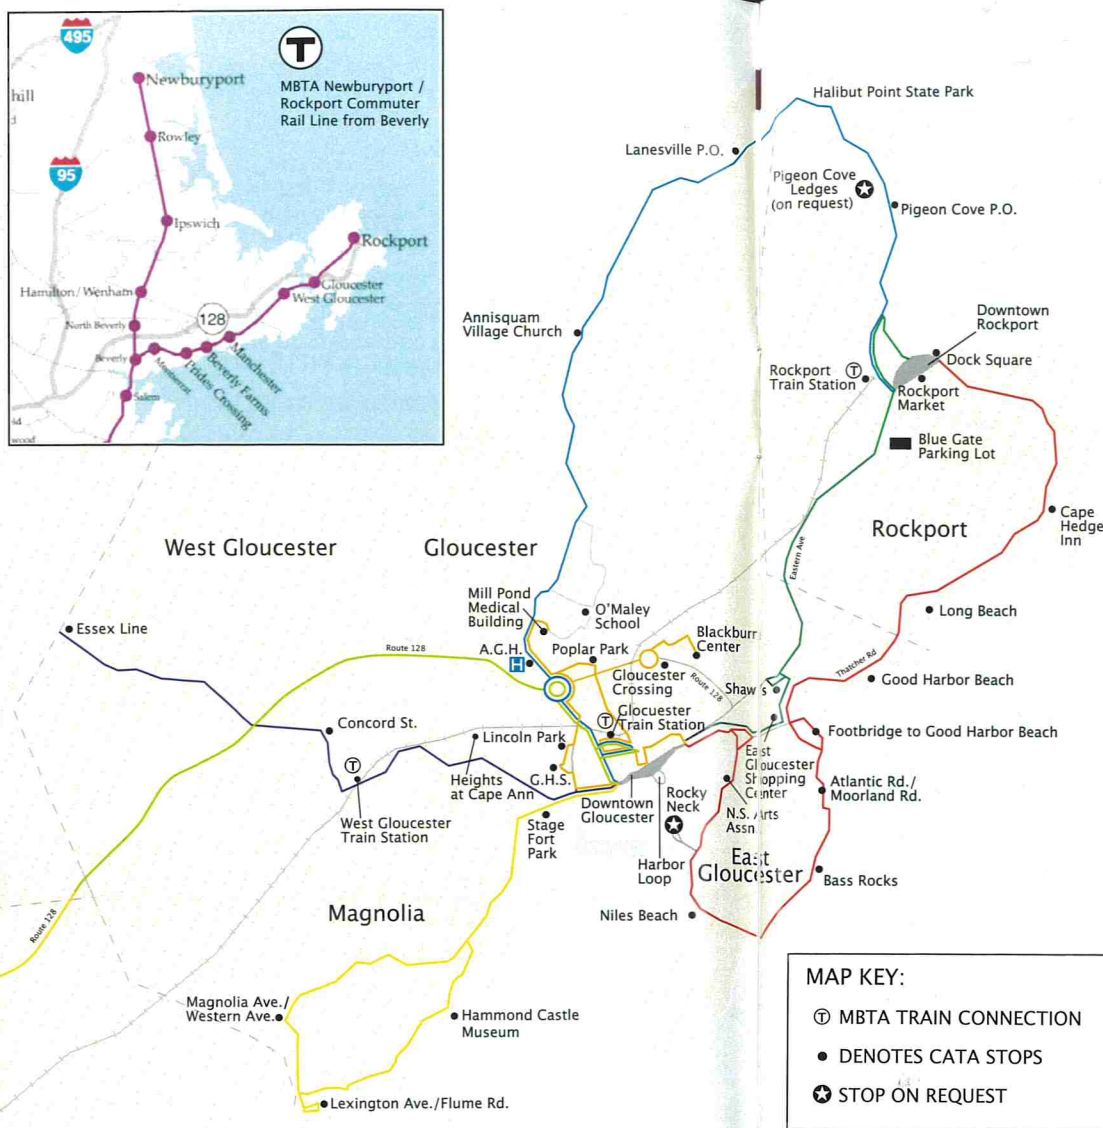 495
T
MBTA Newburyport /
Rockport Commuter
Rail Line from Beverly
Newburyport
hill
Rowley
95
Ipswich
Rockport
Hamilton/Wenham
Gloucester
West Gloucester
North Beverly
128
Beverly
Montserrat
Prides Crossing
Beverly Farms
Manchester
Salem
wood
Halibut Point State Park
Lanesville P.O.
Pigeon Cove
Ledges
(on request)
Pigeon Cove P.O.
Annisquam
Village Church
Downtown
Rockport
Dock Square
Rockport
Train Station
T
Rockport
Market
Blue Gate
Parking Lot
Rockport
Cape
Hedge
Inn
Eastern Ave
West Gloucester
Gloucester
Mill Pond
Medical
Building
O'Maley
School
Long Beach
Essex Line
Route 128
A.G.H.
H
Poplar Park
Blackburn
Center
Gloucester
Crossing
Route 128
Thatcher Rd
Good Harbor Beach
Shaw's
Concord St.
T
Gloucester
Train Station
Lincoln Park
Footbridge to Good Harbor Beach
T
G.H.S.
Heights
at Cape Ann
East
Gloucester
Shopping
Center
Atlantic Rd./
Moorland Rd.
West Gloucester
Train Station
Stage
Fort
Park
Downtown
Gloucester
Rocky
Neck
N.S. Arts
Assn
Harbor
Loop
East
Gloucester
Bass Rocks
Niles Beach
Magnolia
Route 128
Magnolia Ave./
Western Ave.
Hammond Castle
Museum
Lexington Ave./Flume Rd.
MAP KEY:
T MBTA TRAIN CONNECTION
DENOTES CATA STOPS
STOP ON REQUEST